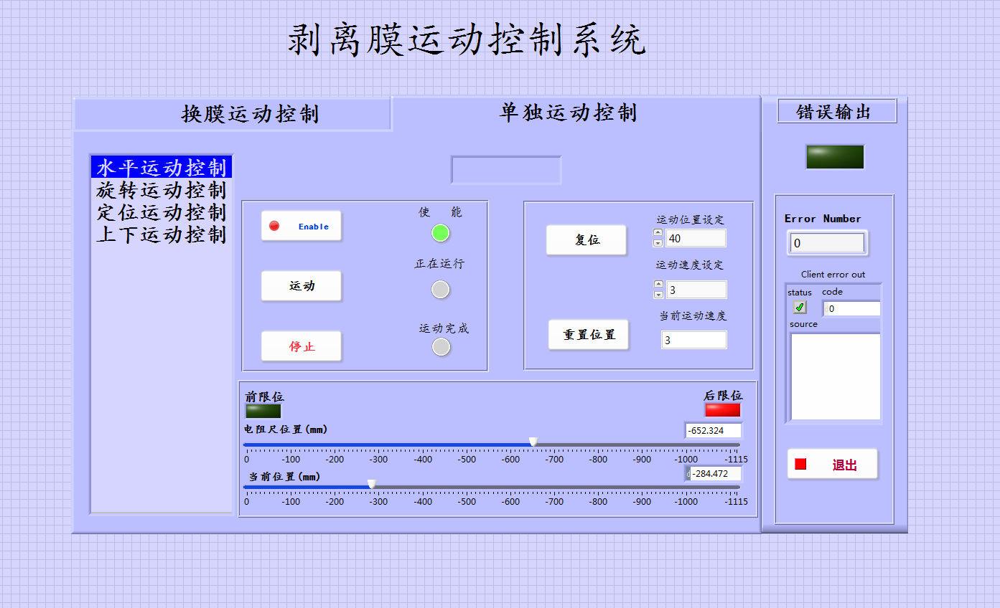 剥离膜运动控制系统
换膜运动控制
单独运动控制
错误输出
水平运动控制
旋转运动控制
定位运动控制
上下运动控制
Enable
使 能
运动
正在运行
停止
运动完成
复位
运动位置设定
40
运动速度设定
3
当前运动速度
重置位置
3
前限位
后限位
电阻尺位置(mm)
-652.324
0 -100 -200 -300 -400 -500 -600 -700 -800 -900 -1000 -1115
当前位置(mm)
d -284.472
0 -100 -200 -300 -400 -500 -600 -700 -800 -900 -1000 -1115
Error Number
0
Client error out
status code
0
source
退出